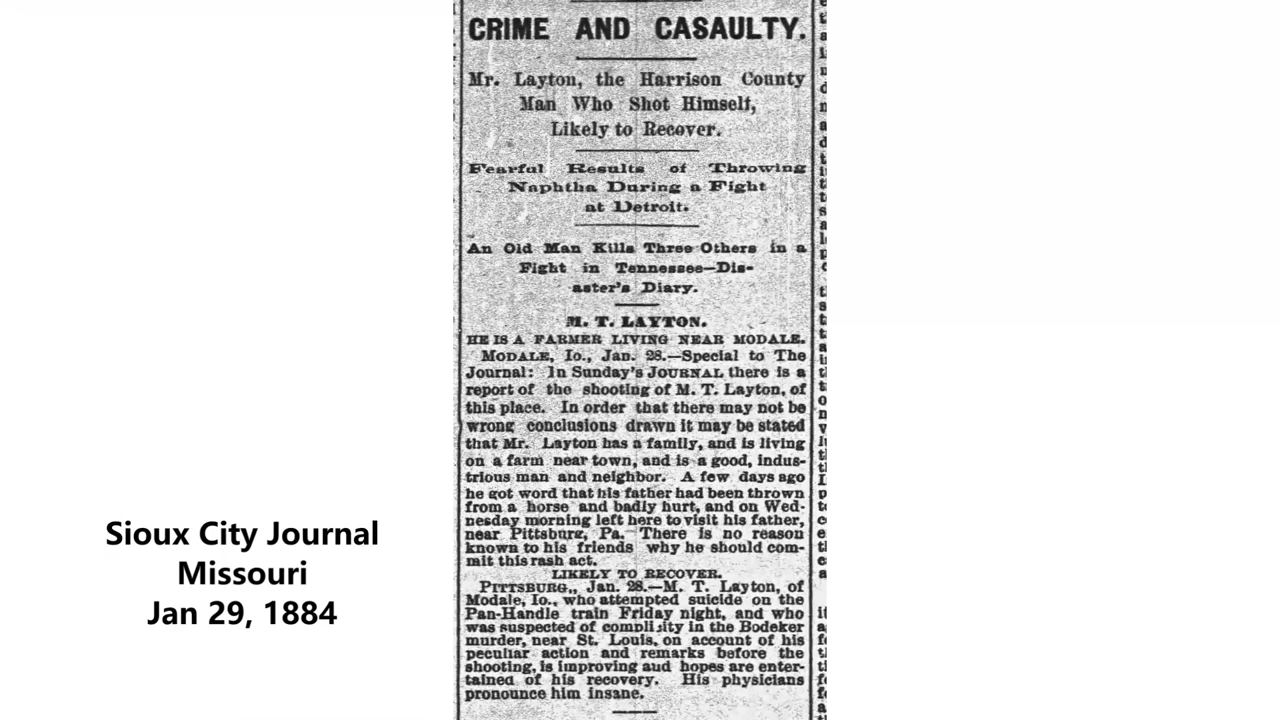 CRIME AND CASAULTY.
Mr. Layton, the Harrison County
Man Who Shot Himself,
Likely to Recover.
Fearful Results of Throwing
Naphtha During a Fight
at Detroit.
An Old Man Kills Three Others in a
Fight in Tennessee—Dis-
aster's Diary.
M. T. LAYTON.
HE IS A FARMER LIVING NEAR MODALE.
MODALE, Io., Jan. 28.—Special to The
Journal: In Sunday's JOURNAL there is a
report of the shooting of M. T. Layton, of
this place. In order that there may not be
wrong conclusions drawn it may be stated
that Mr. Layton has a family, and is living
on a farm near town, and is a good, indus-
trious man and neighbor. A few days ago
he got word that his father had been thrown
from a horse and badly hurt, and on Wed-
nesday morning left here to visit his father,
near Pittsburg, Pa. There is no reason
known to his friends why he should com-
mit this rash act.
LIKELY TO RECOVER.
PITTSBURG,, Jan. 28.—M. T. Layton, of
Modale, Io., who attempted suicide on the
Pan-Handle train Friday night, and who
was suspected of complicity in the Bodeker
murder, near St. Louis, on account of his
peculiar action and remarks before the
shooting, is improving and hopes are enter-
tained of his recovery. His physicians
pronounce him insane.
Sioux City Journal
Missouri
Jan 29, 1884